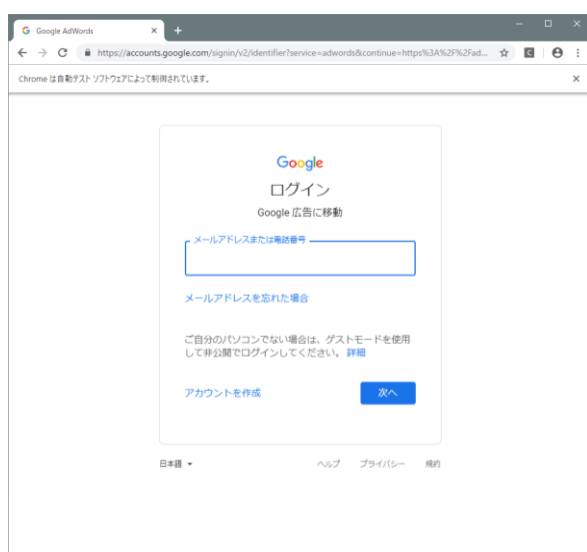 Google AdWords
https://accounts.google.com/signin/v2/identifier?service=adwords&continue=https%3A%2F%2Fad...
Chrome は自動テスト ソフトウェアによって制御されています。
Google
ログイン
Google 広告に移動
メールアドレスまたは電話番号
メールアドレスを忘れた場合
ご自分のパソコンでない場合は、ゲストモードを使用
して非公開でログインしてください。 詳細
アカウントを作成
次へ
日本語
ヘルプ プライバシー 規約